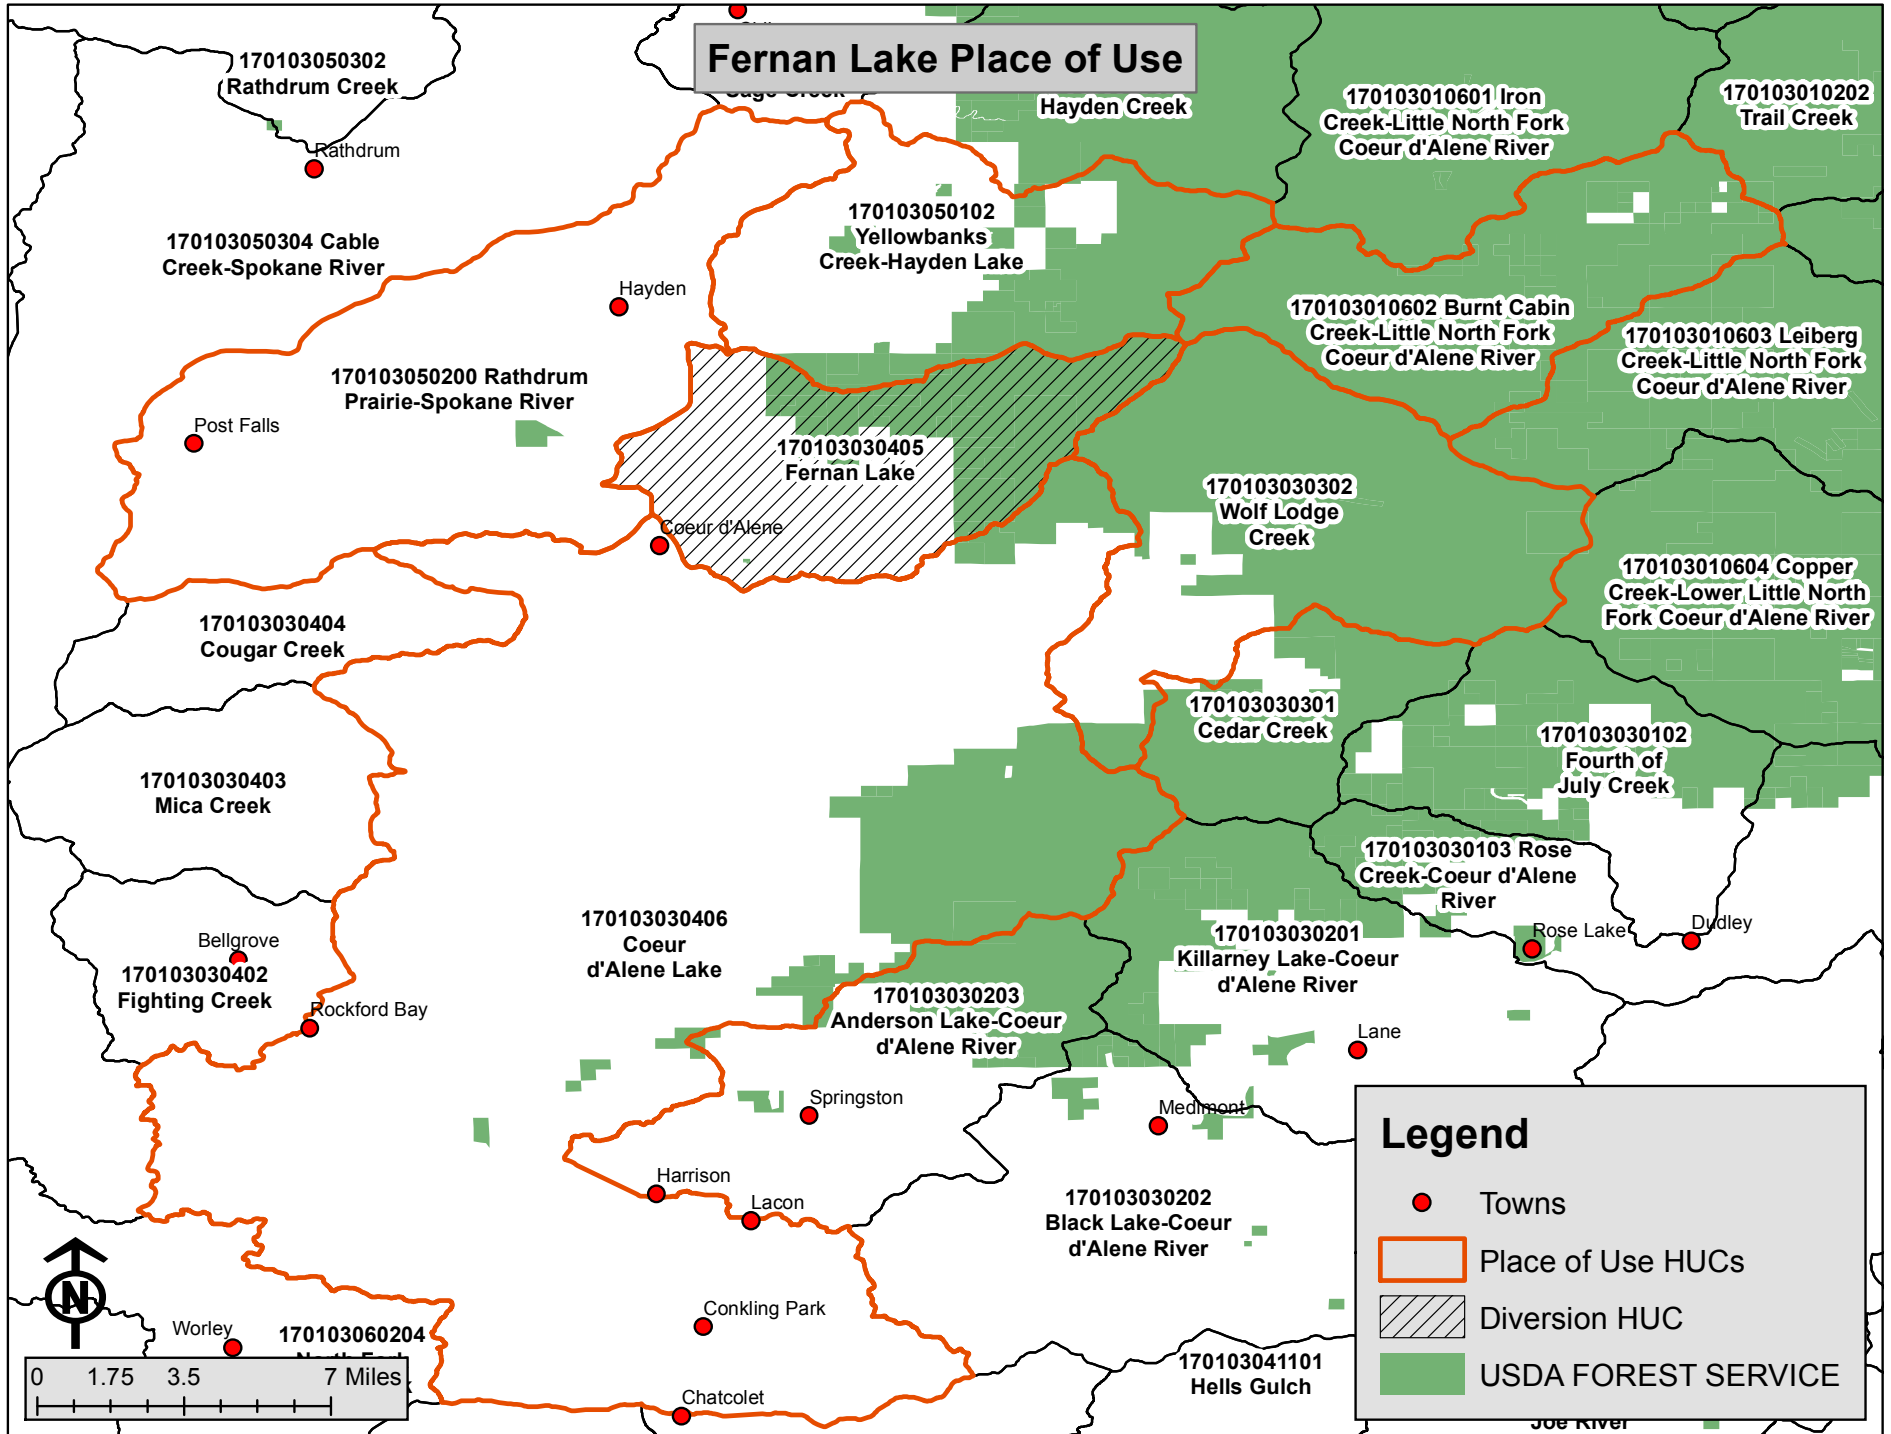 Fernan Lake Place of Use
170103050302
Rathdrum Creek
Sage Creek
Hayden Creek
170103010601 Iron
Creek-Little North Fork
Coeur d'Alene River
170103010202
Trail Creek
Rathdrum
170103050304 Cable
Creek-Spokane River
170103050102
Yellowbanks
Creek-Hayden Lake
Hayden
170103010602 Burnt Cabin
Creek-Little North Fork
Coeur d'Alene River
170103010603 Leiberg
Creek-Little North Fork
Coeur d'Alene River
170103050200 Rathdrum
Prairie-Spokane River
Post Falls
170103030405
Fernan Lake
170103030302
Wolf Lodge
Creek
Coeur d'Alene
170103010604 Copper
Creek-Lower Little North
Fork Coeur d'Alene River
170103030404
Cougar Creek
170103030301
Cedar Creek
170103030102
Fourth of
July Creek
170103030403
Mica Creek
170103030103 Rose
Creek-Coeur d'Alene
River
170103030406
Coeur
d'Alene Lake
Bellgrove
170103030402
Fighting Creek
170103030201
Killarney Lake-Coeur
d'Alene River
Rose Lake
Dudley
Rockford Bay
170103030203
Anderson Lake-Coeur
d'Alene River
Lane
Springston
Medimont
Harrison
Lacon
170103030202
Black Lake-Coeur
d'Alene River
Conkling Park
Worley
170103060204
North Fork
170103041101
Hells Gulch
Chatcolet
Joe River
N
0 1.75 3.5 7 Miles
Legend
Towns
Place of Use HUCs
Diversion HUC
USDA FOREST SERVICE